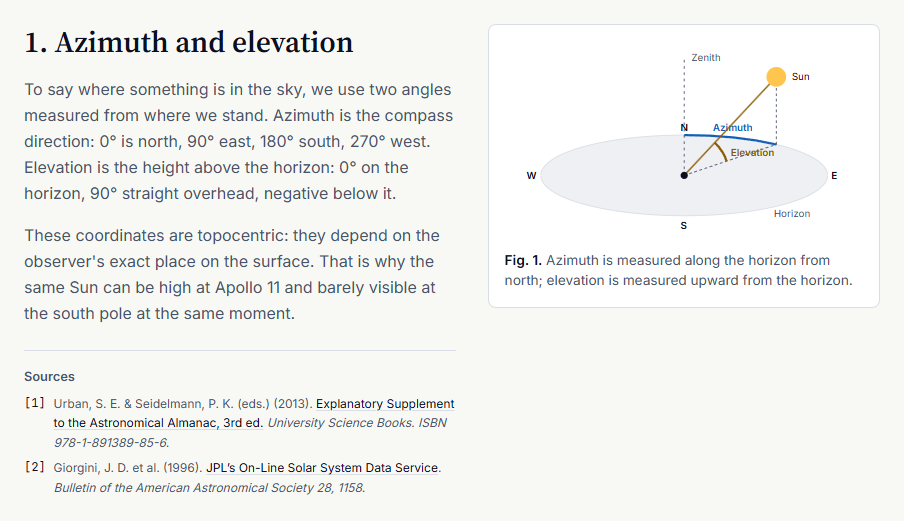 1. Azimuth and elevation
To say where something is in the sky, we use two angles
measured from where we stand. Azimuth is the compass
direction: 0° is north, 90° east, 180° south, 270° west.
Elevation is the height above the horizon: 0° on the
horizon, 90° straight overhead, negative below it.
These coordinates are topocentric: they depend on the
observer's exact place on the surface. That is why the
same Sun can be high at Apollo 11 and barely visible at
the south pole at the same moment.
Sources
[1] Urban, S. E. & Seidelmann, P. K. (eds.) (2013). Explanatory Supplement
to the Astronomical Almanac, 3rd ed. University Science Books. ISBN
978-1-891389-85-6.
[2] Giorgini, J. D. et al. (1996). JPL's On-Line Solar System Data Service.
Bulletin of the American Astronomical Society 28, 1158.
Zenith
Sun
N
Azimuth
Elevation
W
E
Horizon
S
Fig. 1. Azimuth is measured along the horizon from
north; elevation is measured upward from the horizon.